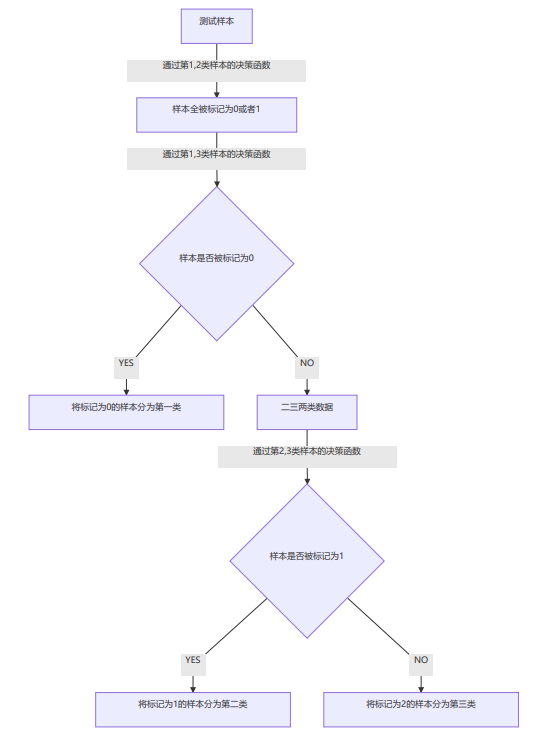 测试样本
通过第1,2类样本的决策函数
样本全被标记为0或者1
通过第1,3类样本的决策函数
样本是否被标记为0
YES
NO
将标记为0的样本分为第一类
二三两类数据
通过第2,3类样本的决策函数
样本是否被标记为1
YES
NO
将标记为1的样本分为第二类
将标记为2的样本分为第三类